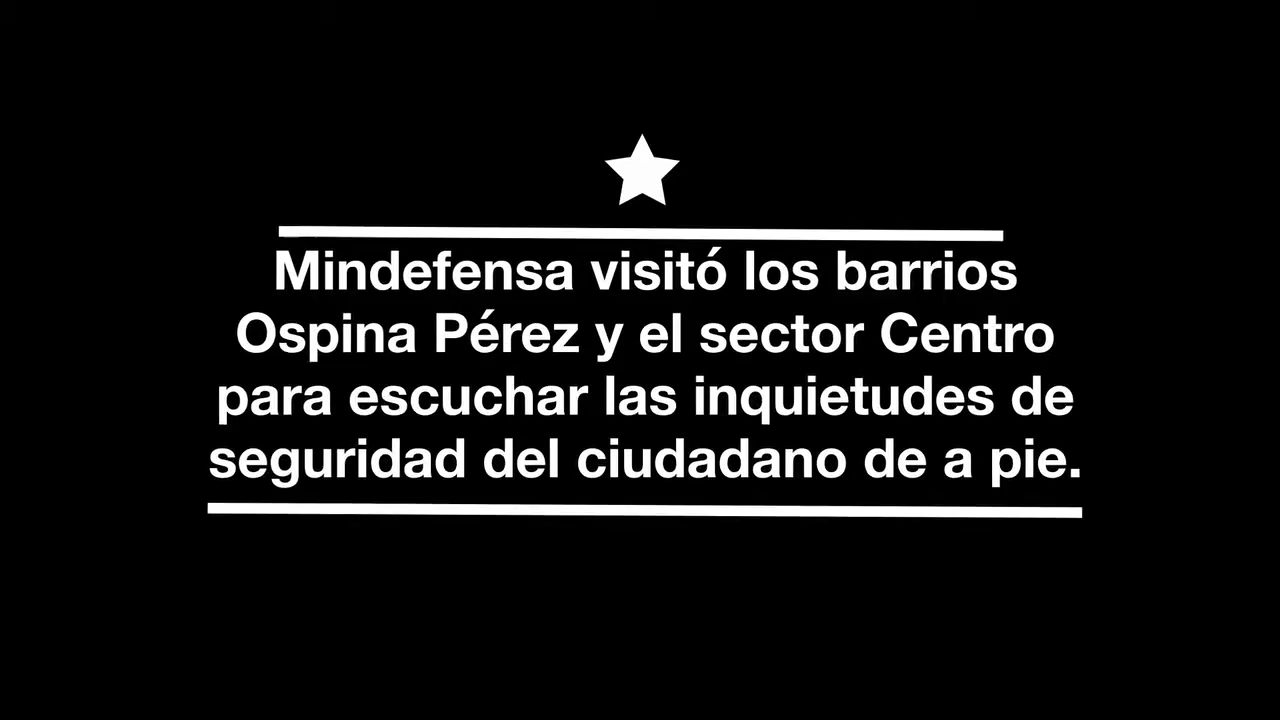 Mindefensa visitó los barrios
Ospina Pérez y el sector Centro
para escuchar las inquietudes de
seguridad del ciudadano de a pie.